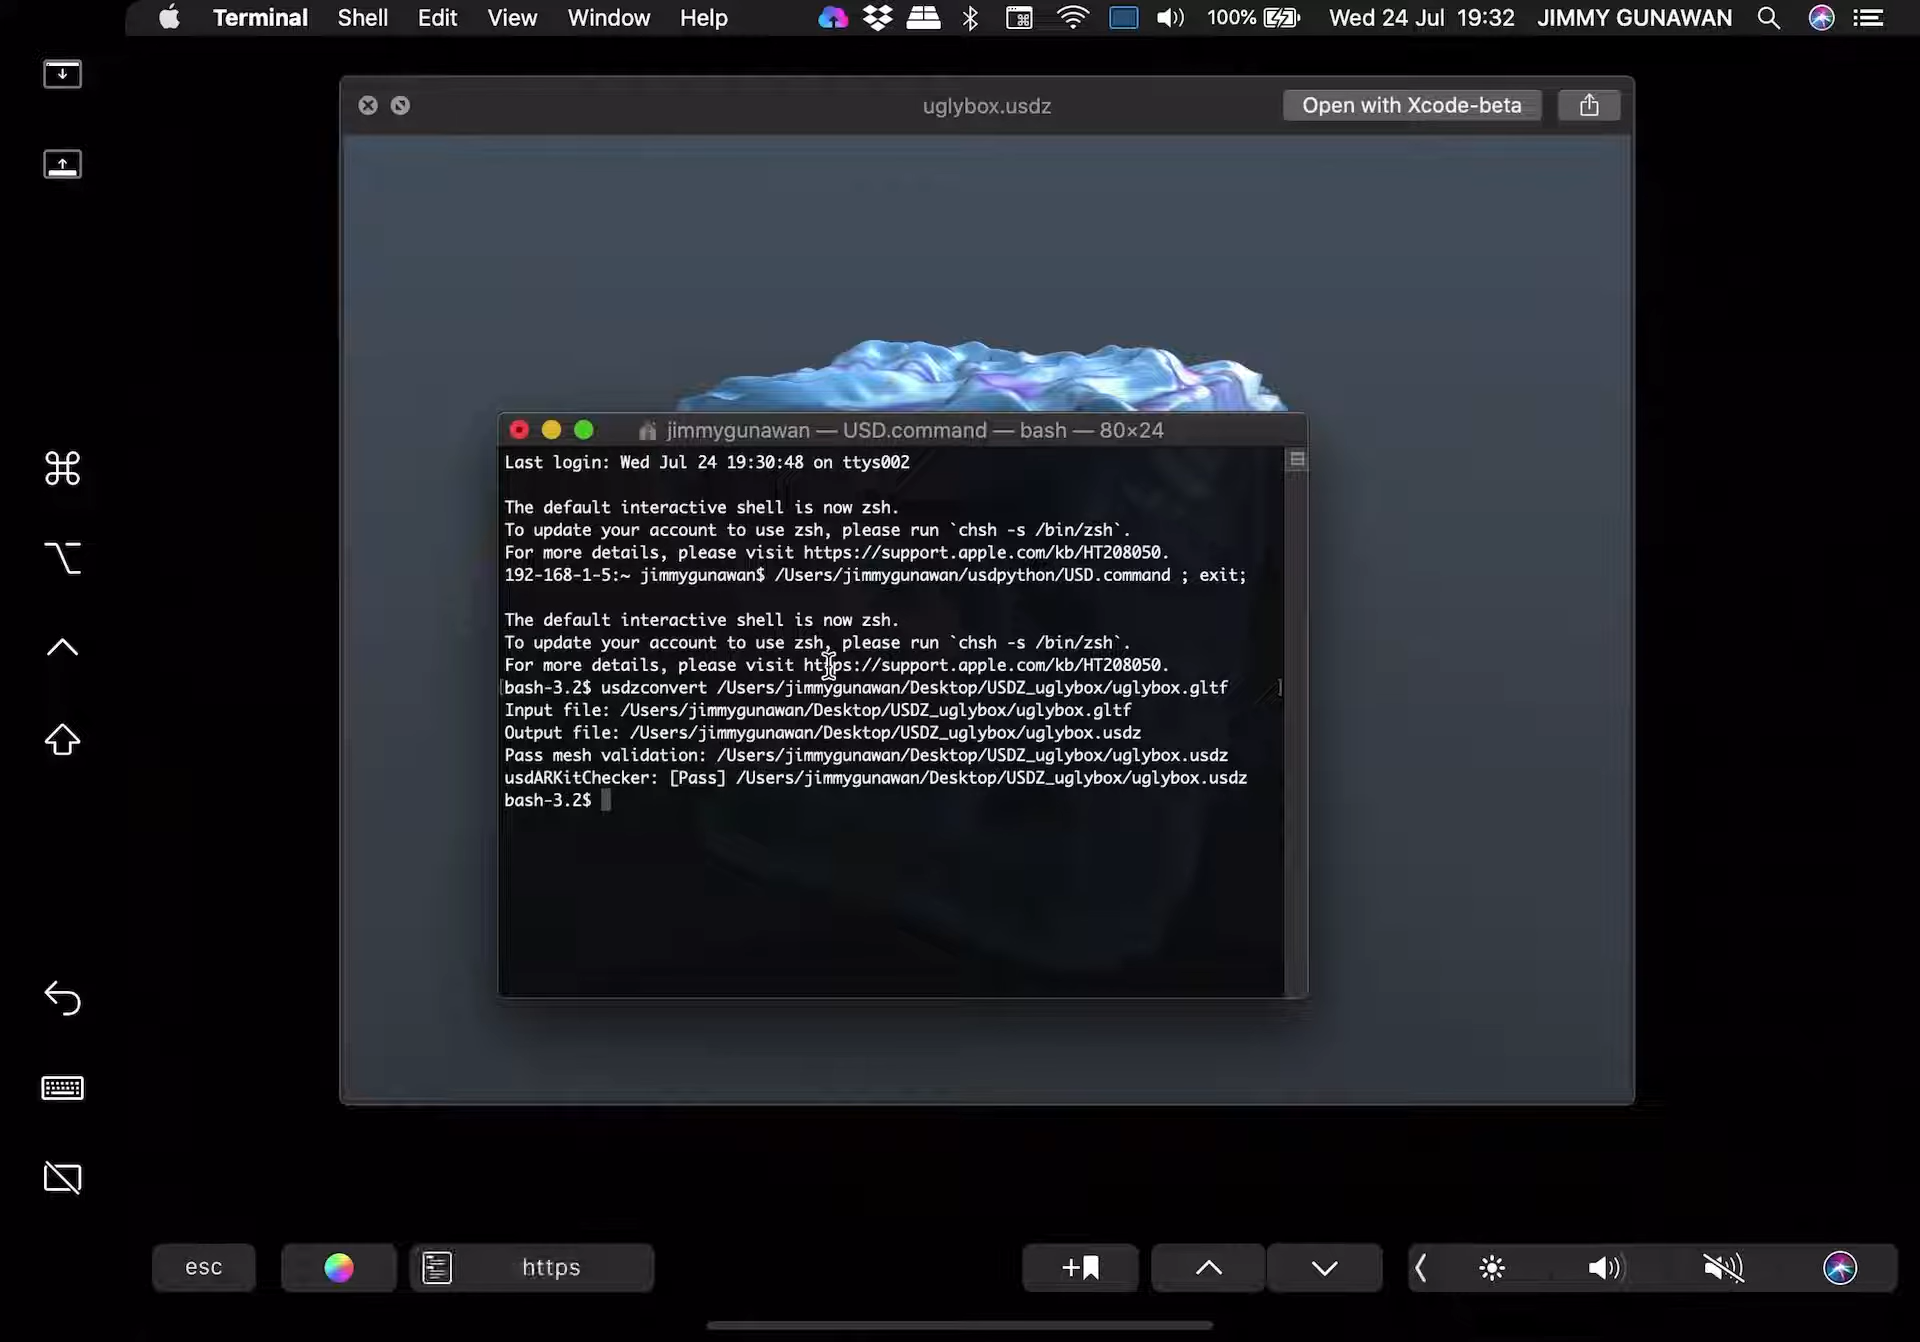 Terminal Shell Edit View Window Help 100% Wed 24 Jul 19:32 JIMMY GUNAWAN
uglybox.usdz Open with Xcode-beta
jimmygunawan — USD.command — bash — 80×24
Last login: Wed Jul 24 19:30:48 on ttys002
The default interactive shell is now zsh.
To update your account to use zsh, please run `chsh -s /bin/zsh`.
For more details, please visit https://support.apple.com/kb/HT208050.
192-168-1-5:~ jimmygunawan$ /Users/jimmygunawan/usdpython/USD.command ; exit;
The default interactive shell is now zsh.
To update your account to use zsh, please run `chsh -s /bin/zsh`.
For more details, please visit https://support.apple.com/kb/HT208050.
bash-3.2$ usdzconvert /Users/jimmygunawan/Desktop/USDZ_uglybox/uglybox.gltf
Input file: /Users/jimmygunawan/Desktop/USDZ_uglybox/uglybox.gltf
Output file: /Users/jimmygunawan/Desktop/USDZ_uglybox/uglybox.usdz
Pass mesh validation: /Users/jimmygunawan/Desktop/USDZ_uglybox/uglybox.usdz
usdARKitChecker: [Pass] /Users/jimmygunawan/Desktop/USDZ_uglybox/uglybox.usdz
bash-3.2$
esc https